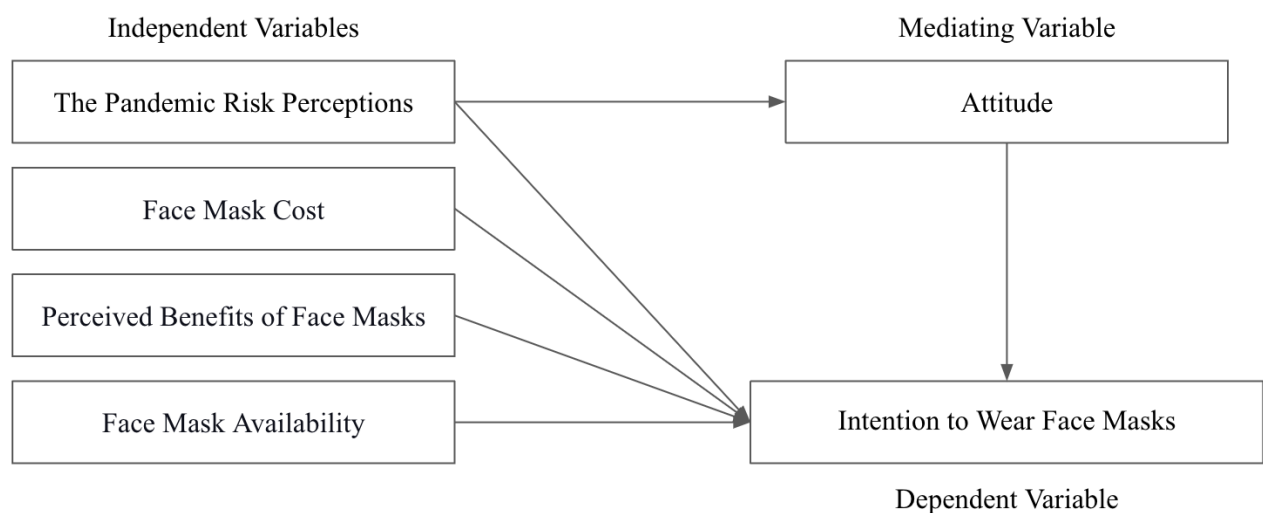 Independent Variables
Mediating Variable
The Pandemic Risk Perceptions
Attitude
Face Mask Cost
Perceived Benefits of Face Masks
Face Mask Availability
Intention to Wear Face Masks
Dependent Variable